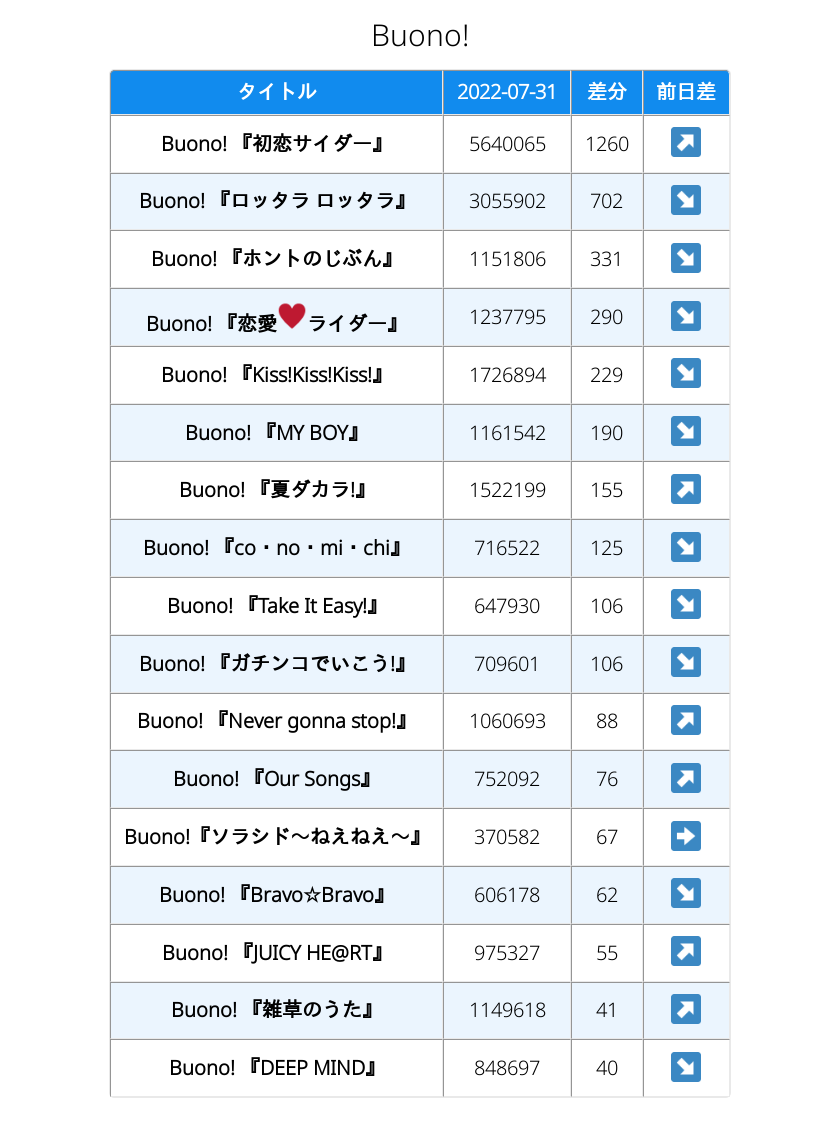 Buono!
タイトル 2022-07-31 差分 前日差
Buono! 『初恋サイダー』 5640065 1260 ↗
Buono! 『ロッタラ ロッタラ』 3055902 702 ↘
Buono! 『ホントのじぶん』 1151806 331 ↘
Buono! 『恋愛♥ライダー』 1237795 290 ↘
Buono! 『Kiss!Kiss!Kiss!』 1726894 229 ↘
Buono! 『MY BOY』 1161542 190 ↘
Buono! 『夏ダカラ!』 1522199 155 ↗
Buono! 『co・no・mi・chi』 716522 125 ↘
Buono! 『Take It Easy!』 647930 106 ↘
Buono! 『ガチンコでいこう!』 709601 106 ↘
Buono! 『Never gonna stop!』 1060693 88 ↗
Buono! 『Our Songs』 752092 76 ↗
Buono!『ソラシド〜ねえねえ〜』 370582 67 ➡
Buono! 『Bravo☆Bravo』 606178 62 ↘
Buono! 『JUICY HE@RT』 975327 55 ↗
Buono! 『雑草のうた』 1149618 41 ↗
Buono! 『DEEP MIND』 848697 40 ↘